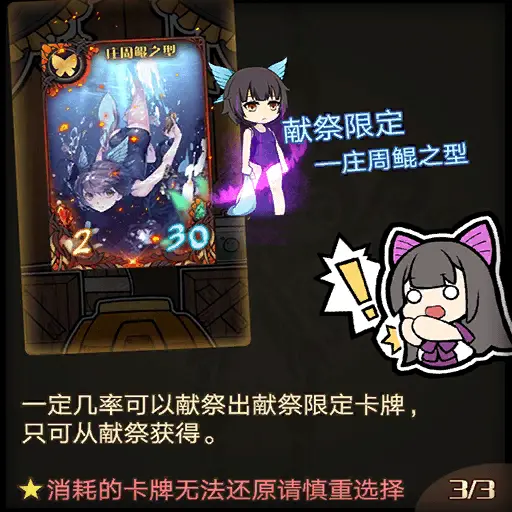 庄周鲲之型
2
30
献祭限定
—庄周鲲之型
!
一定几率可以献祭出献祭限定卡牌，
只可从献祭获得。
★消耗的卡牌无法还原请慎重选择
3/3